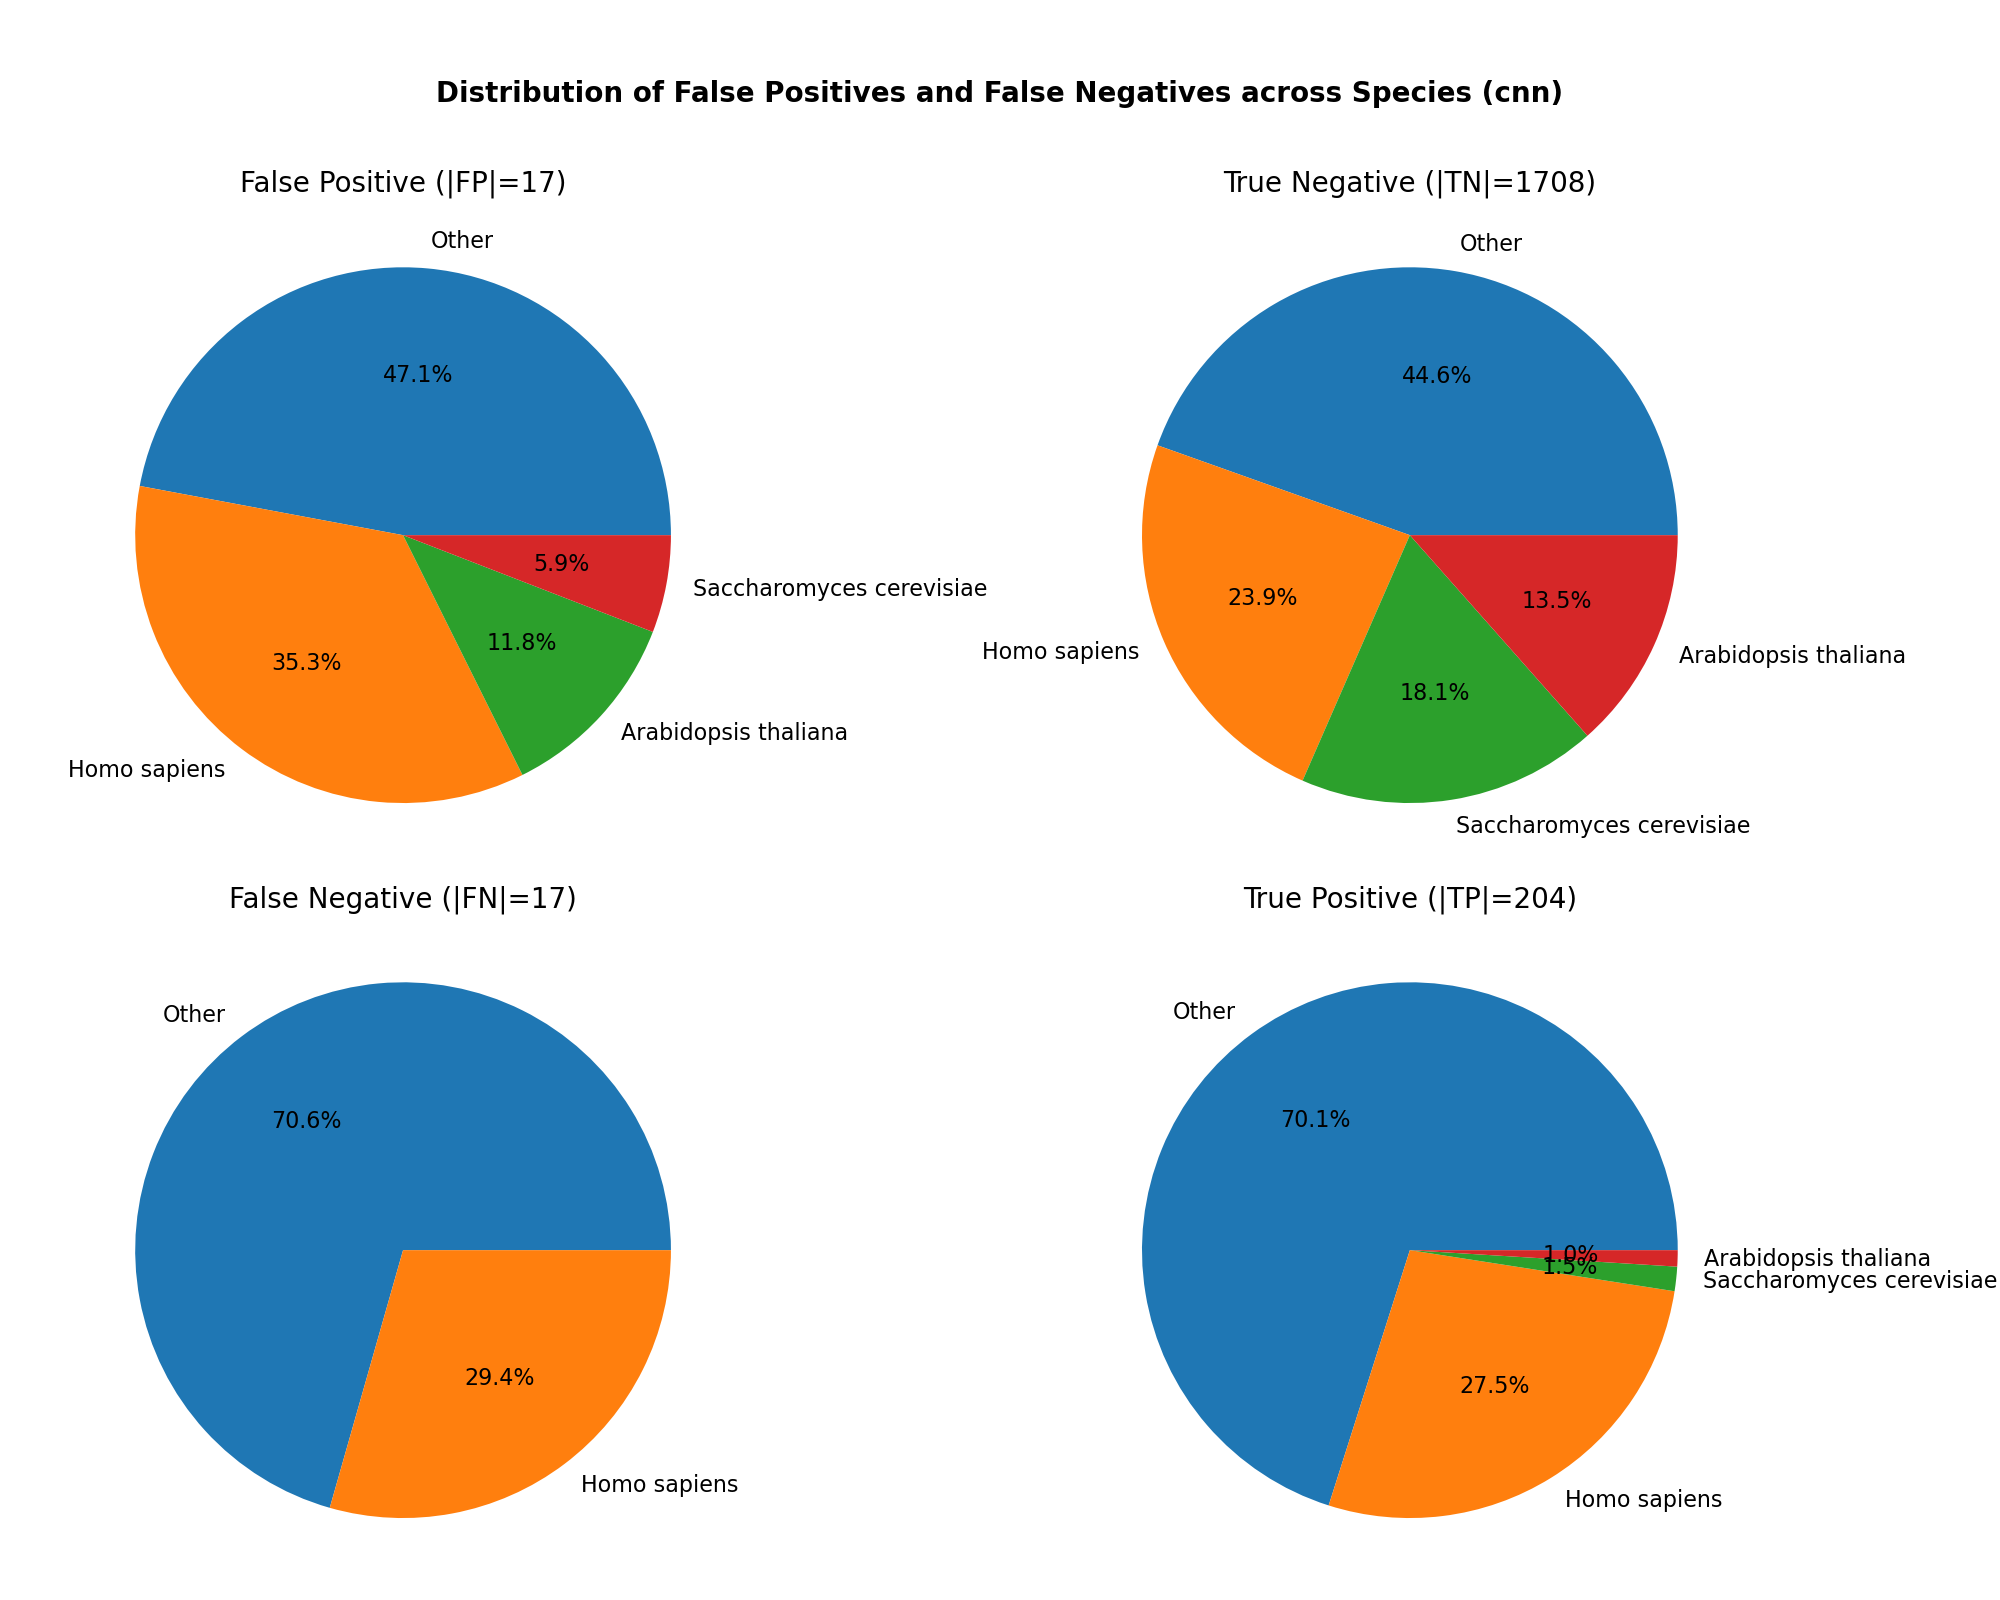 Distribution of False Positives and False Negatives across Species (cnn)
False Positive (|FP|=17)
Other
47.1%
5.9%
Saccharomyces cerevisiae
11.8%
35.3%
Arabidopsis thaliana
Homo sapiens
True Negative (|TN|=1708)
Other
44.6%
23.9%
13.5%
Homo sapiens
Arabidopsis thaliana
18.1%
Saccharomyces cerevisiae
False Negative (|FN|=17)
Other
70.6%
29.4%
Homo sapiens
True Positive (|TP|=204)
Other
70.1%
1.0%
Arabidopsis thaliana
1.5%
Saccharomyces cerevisiae
27.5%
Homo sapiens